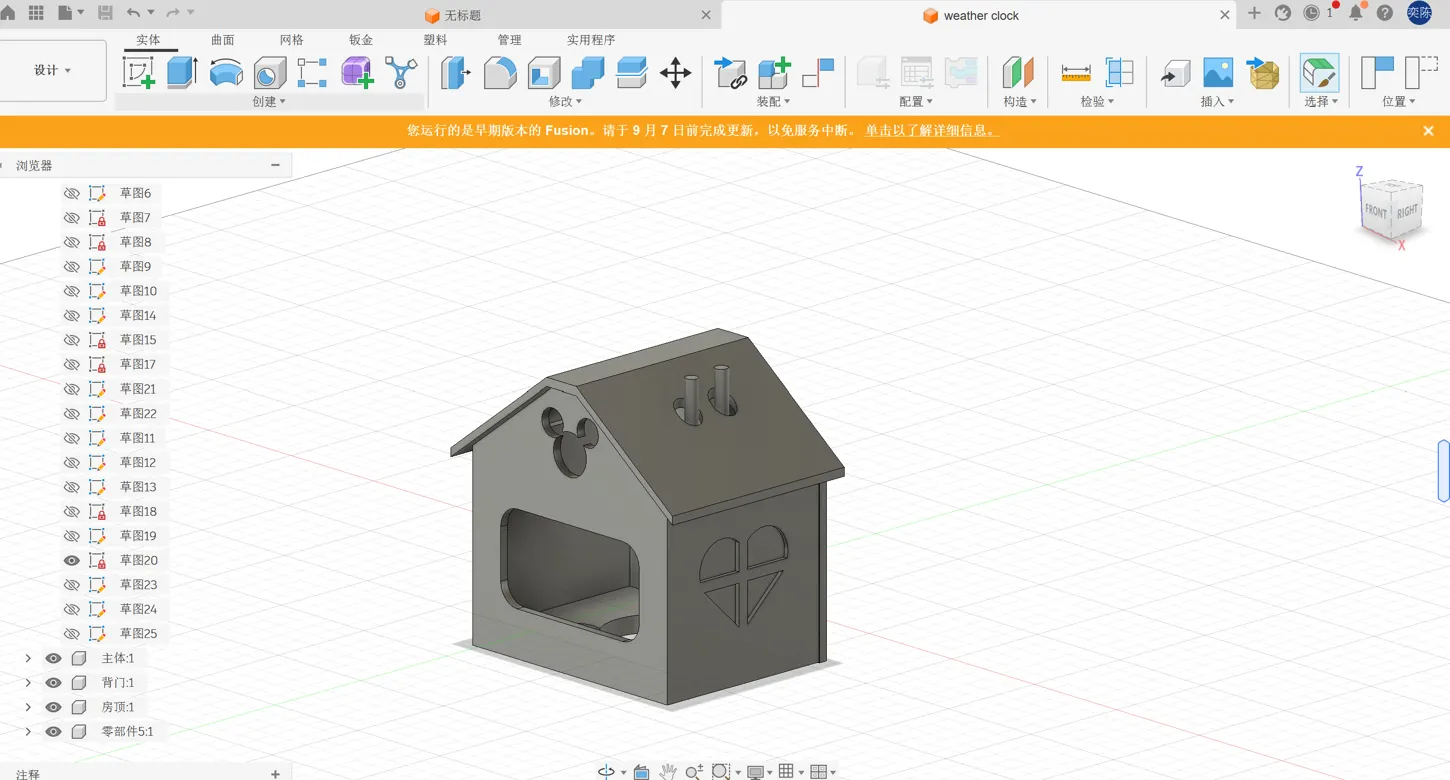 无标题
weather clock
1
奕陈
设计
实体 曲面 网格 钣金 塑料 管理 实用程序
创建 修改 装配 配置 构造 检验 插入 选择 位置
您运行的是早期版本的 Fusion。请于 9 月 7 日前完成更新，以免服务中断。 单击以了解详细信息。
浏览器
草图6
草图7
草图8
草图9
草图10
草图14
草图15
草图17
草图21
草图22
草图11
草图12
草图13
草图18
草图19
草图20
草图23
草图24
草图25
主体:1
背门:1
房顶:1
零部件5:1
注释
Z
FRONT RIGHT
X